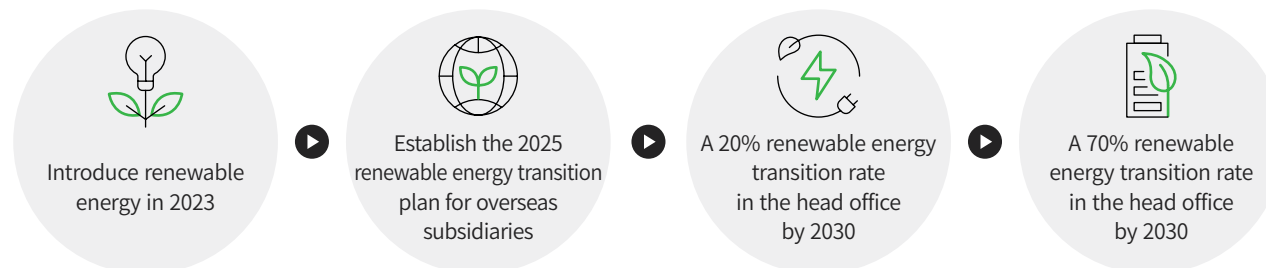 Introduce renewable
energy in 2023
Establish the 2025
renewable energy transition
plan for overseas
subsidiaries
A 20% renewable energy
transition rate
in the head office
by 2030
A 70% renewable
energy transition rate
in the head office
by 2030